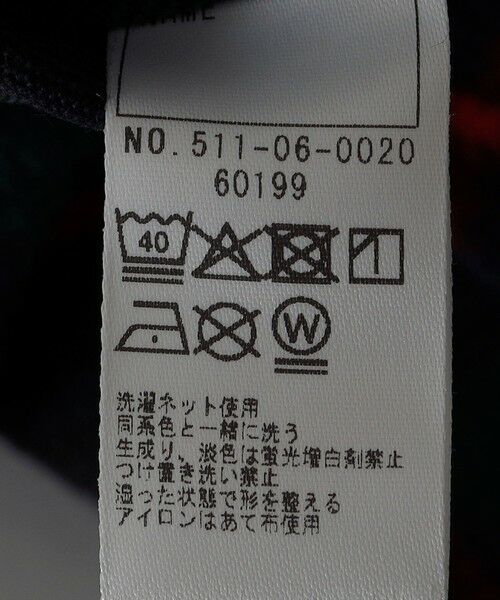 NAME
NO. 511-06-0020
60199
40
W
洗濯ネット使用
同系色と一緒に洗う
生成り、淡色は蛍光増白剤禁止
つけ置き洗い禁止
湿った状態で形を整える
アイロンはあて布使用